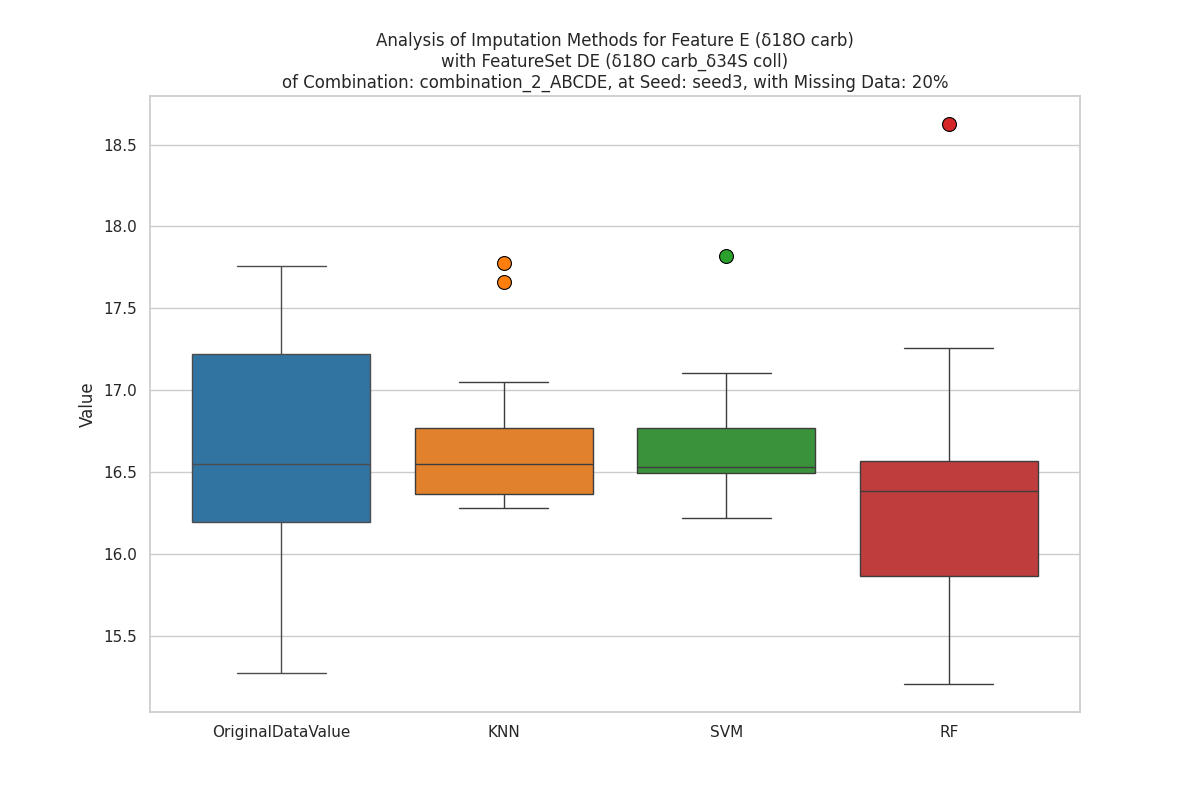 Analysis of Imputation Methods for Feature E (δ18O carb)
with FeatureSet DE (δ18O carb_δ34S coll)
of Combination: combination_2_ABCDE, at Seed: seed3, with Missing Data: 20%
18.5
18.0
17.5
17.0
16.5
16.0
15.5
Value
OriginalDataValue
KNN
SVM
RF